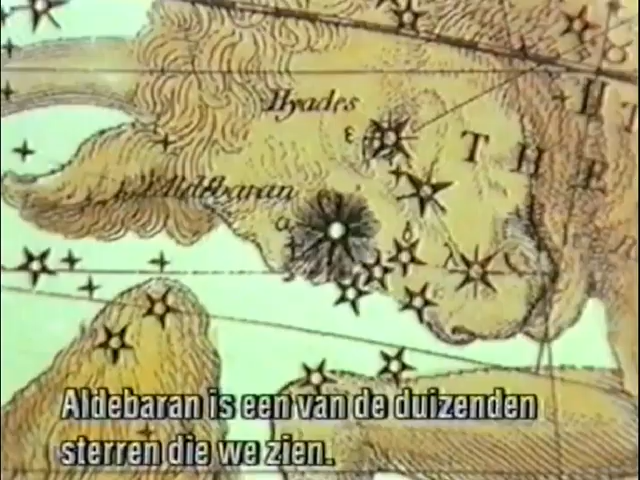 Hyades
ε
T H E
Aldebaran
α
δ
λ
Aldebaran is een van de duizenden
sterren die we zien.